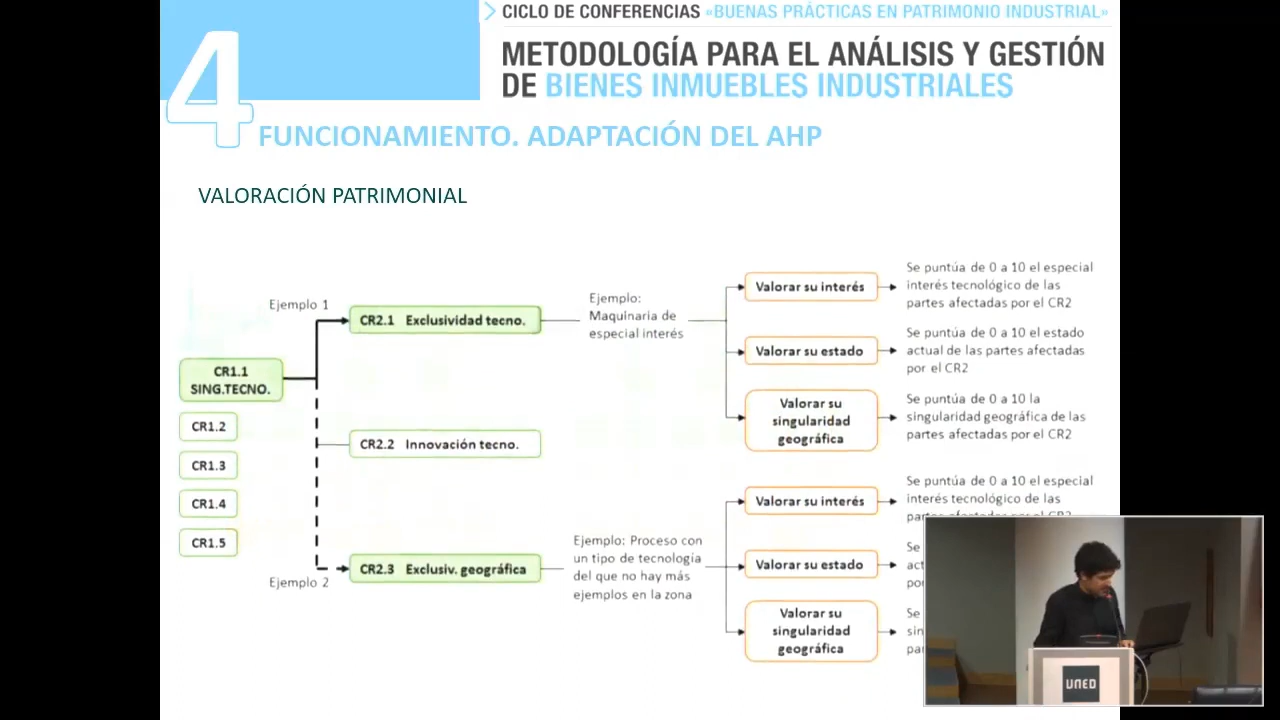 CICLO DE CONFERENCIAS «BUENAS PRÁCTICAS EN PATRIMONIO INDUSTRIAL»
METODOLOGÍA PARA EL ANÁLISIS Y GESTIÓN
DE BIENES INMUEBLES INDUSTRIALES
4
FUNCIONAMIENTO. ADAPTACIÓN DEL AHP
VALORACIÓN PATRIMONIAL
CR1.1
SING.TECNO.
CR1.2
CR1.3
CR1.4
CR1.5
Ejemplo 1
CR2.1 Exclusividad tecno.
CR2.2 Innovación tecno.
Ejemplo 2
CR2.3 Exclusiv. geográfica
Ejemplo:
Maquinaria de
especial interés
Valorar su interés
Se puntúa de 0 a 10 el especial
interés tecnológico de las
partes afectadas por el CR2
Valorar su estado
Se puntúa de 0 a 10 el estado
actual de las partes afectadas
por el CR2
Valorar su
singularidad
geográfica
Se puntúa de 0 a 10 la
singularidad geográfica de las
partes afectadas por el CR2
Ejemplo: Proceso con
un tipo de tecnología
del que no hay más
ejemplos en la zona
Valorar su interés
Se puntúa de 0 a 10 el especial
interés tecnológico de las
Valorar su estado
Se
Valorar su
singularidad
geográfica
Se
UNED